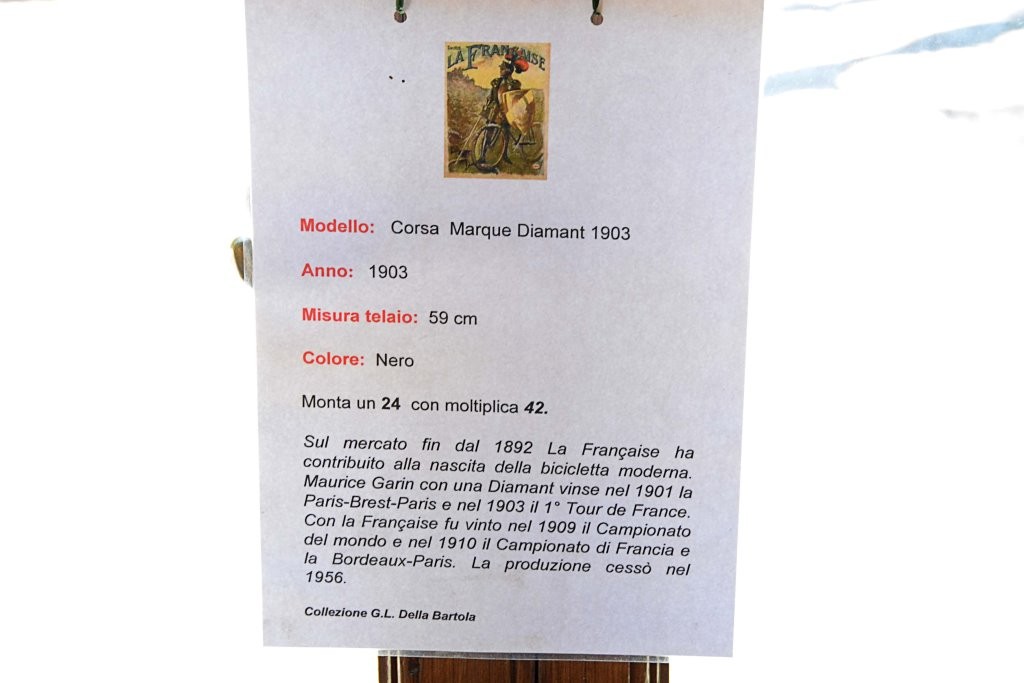 LA FRANÇAISE
Modello: Corsa Marque Diamant 1903
Anno: 1903
Misura telaio: 59 cm
Colore: Nero
Monta un 24 con moltiplica 42.
Sul mercato fin dal 1892 La Française ha
contribuito alla nascita della bicicletta moderna.
Maurice Garin con una Diamant vinse nel 1901 la
Paris-Brest-Paris e nel 1903 il 1° Tour de France.
Con la Française fu vinto nel 1909 il Campionato
del mondo e nel 1910 il Campionato di Francia e
la Bordeaux-Paris. La produzione cessò nel
1956.
Collezione G.L. Della Bartola